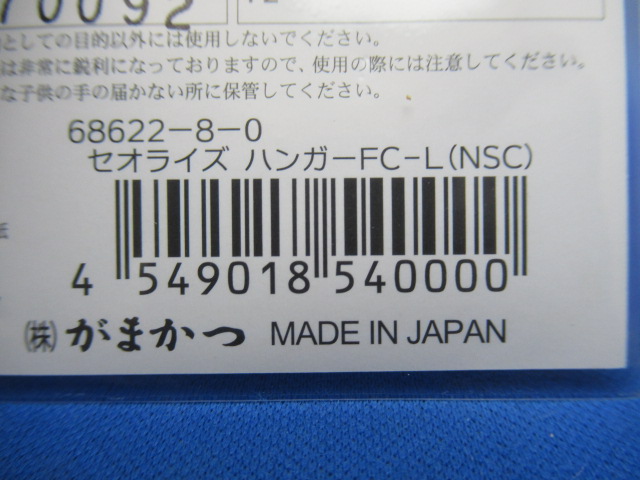 70092
としての目的以外には使用しないでください。
は非常に鋭利になっておりますので、使用の際には注意してください。
な子供の手の届かない所に保管してください。
68622-8-0
セオライズ ハンガーFC-L(NSC)
4 549018 540000
㈱がまかつ MADE IN JAPAN